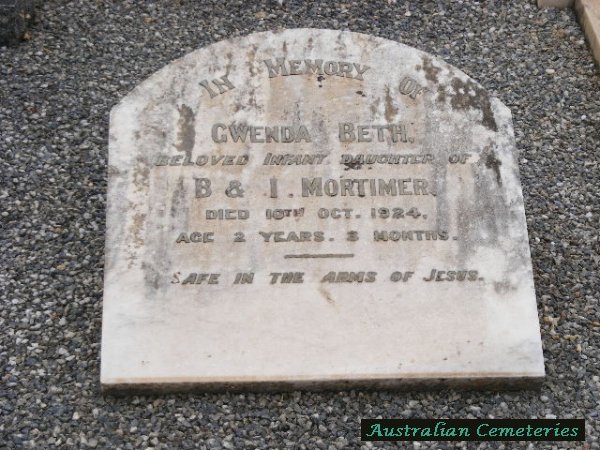 In Memory Of
Gwenda Beth,
Beloved Infant Daughter Of
B & I. Mortimer.
Died 10TH Oct. 1924.
Age 2 Years. 3 Months.
Safe in the arms of Jesus.
Australian Cemeteries